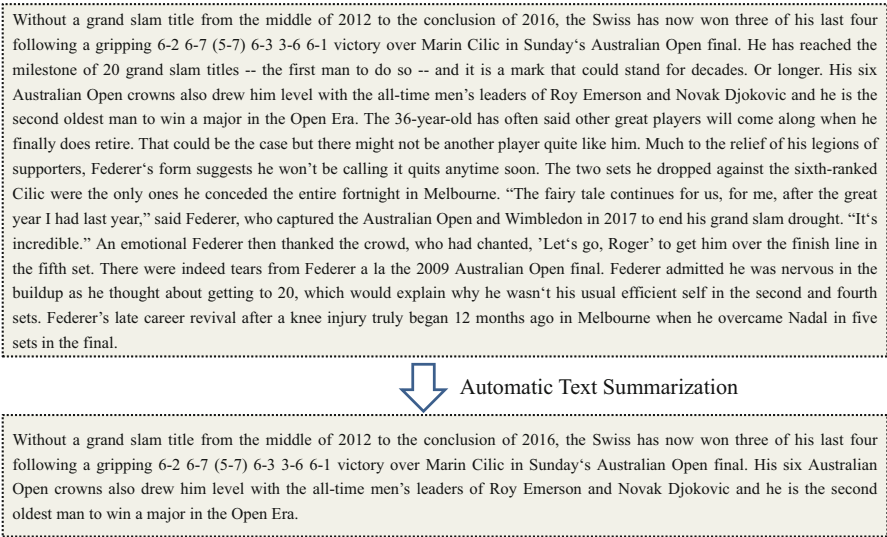 Without a grand slam title from the middle of 2012 to the conclusion of 2016, the Swiss has now won three of his last four
following a gripping 6-2 6-7 (5-7) 6-3 3-6 6-1 victory over Marin Cilic in Sunday‘s Australian Open final. He has reached the
milestone of 20 grand slam titles -- the first man to do so -- and it is a mark that could stand for decades. Or longer. His six
Australian Open crowns also drew him level with the all-time men’s leaders of Roy Emerson and Novak Djokovic and he is the
second oldest man to win a major in the Open Era. The 36-year-old has often said other great players will come along when he
finally does retire. That could be the case but there might not be another player quite like him. Much to the relief of his legions of
supporters, Federer‘s form suggests he won’t be calling it quits anytime soon. The two sets he dropped against the sixth-ranked
Cilic were the only ones he conceded the entire fortnight in Melbourne. “The fairy tale continues for us, for me, after the great
year I had last year,” said Federer, who captured the Australian Open and Wimbledon in 2017 to end his grand slam drought. “It‘s
incredible.” An emotional Federer then thanked the crowd, who had chanted, ’Let‘s go, Roger’ to get him over the finish line in
the fifth set. There were indeed tears from Federer a la the 2009 Australian Open final. Federer admitted he was nervous in the
buildup as he thought about getting to 20, which would explain why he wasn‘t his usual efficient self in the second and fourth
sets. Federer’s late career revival after a knee injury truly began 12 months ago in Melbourne when he overcame Nadal in five
sets in the final.
Automatic Text Summarization
Without a grand slam title from the middle of 2012 to the conclusion of 2016, the Swiss has now won three of his last four
following a gripping 6-2 6-7 (5-7) 6-3 3-6 6-1 victory over Marin Cilic in Sunday‘s Australian Open final. His six Australian
Open crowns also drew him level with the all-time men’s leaders of Roy Emerson and Novak Djokovic and he is the second
oldest man to win a major in the Open Era.